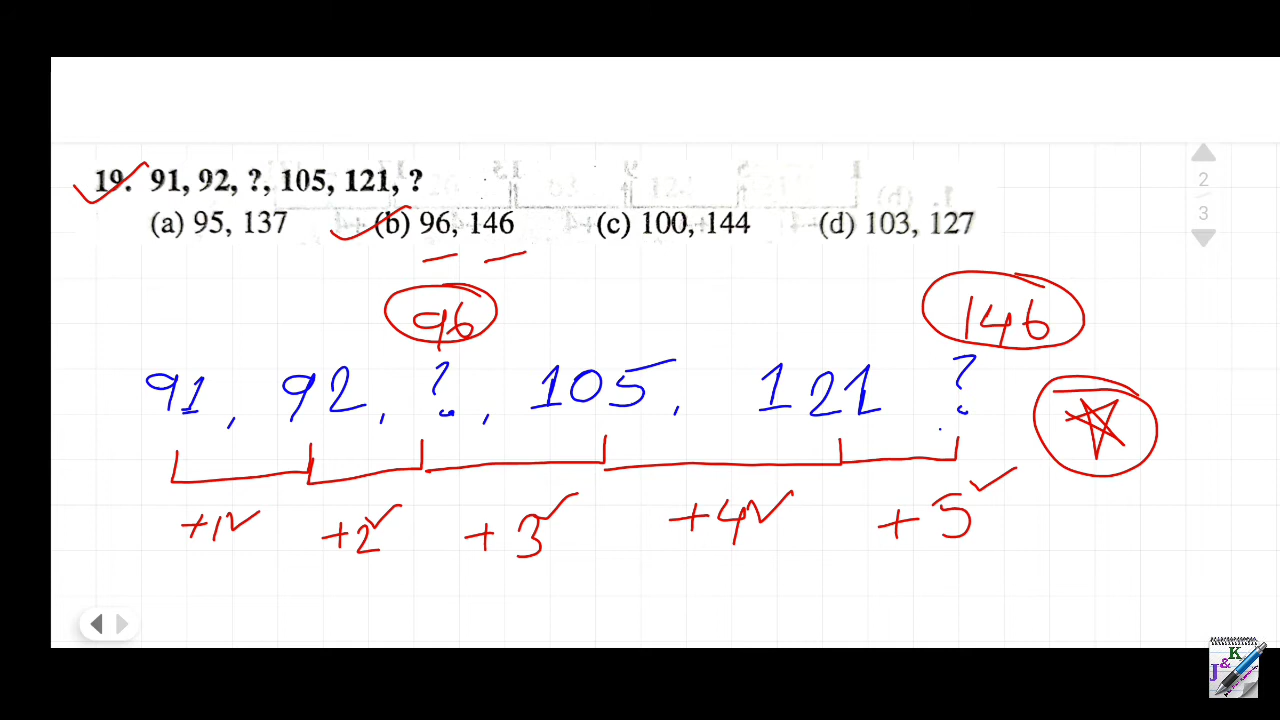 2
3
19. 91, 92, ?, 105, 121, ?
(a) 95, 137 (b) 96, 146 (c) 100, 144 (d) 103, 127
96 146
91, 92, ?, 105, 121 ?
+1 +2 +3 +4 +5
J&K